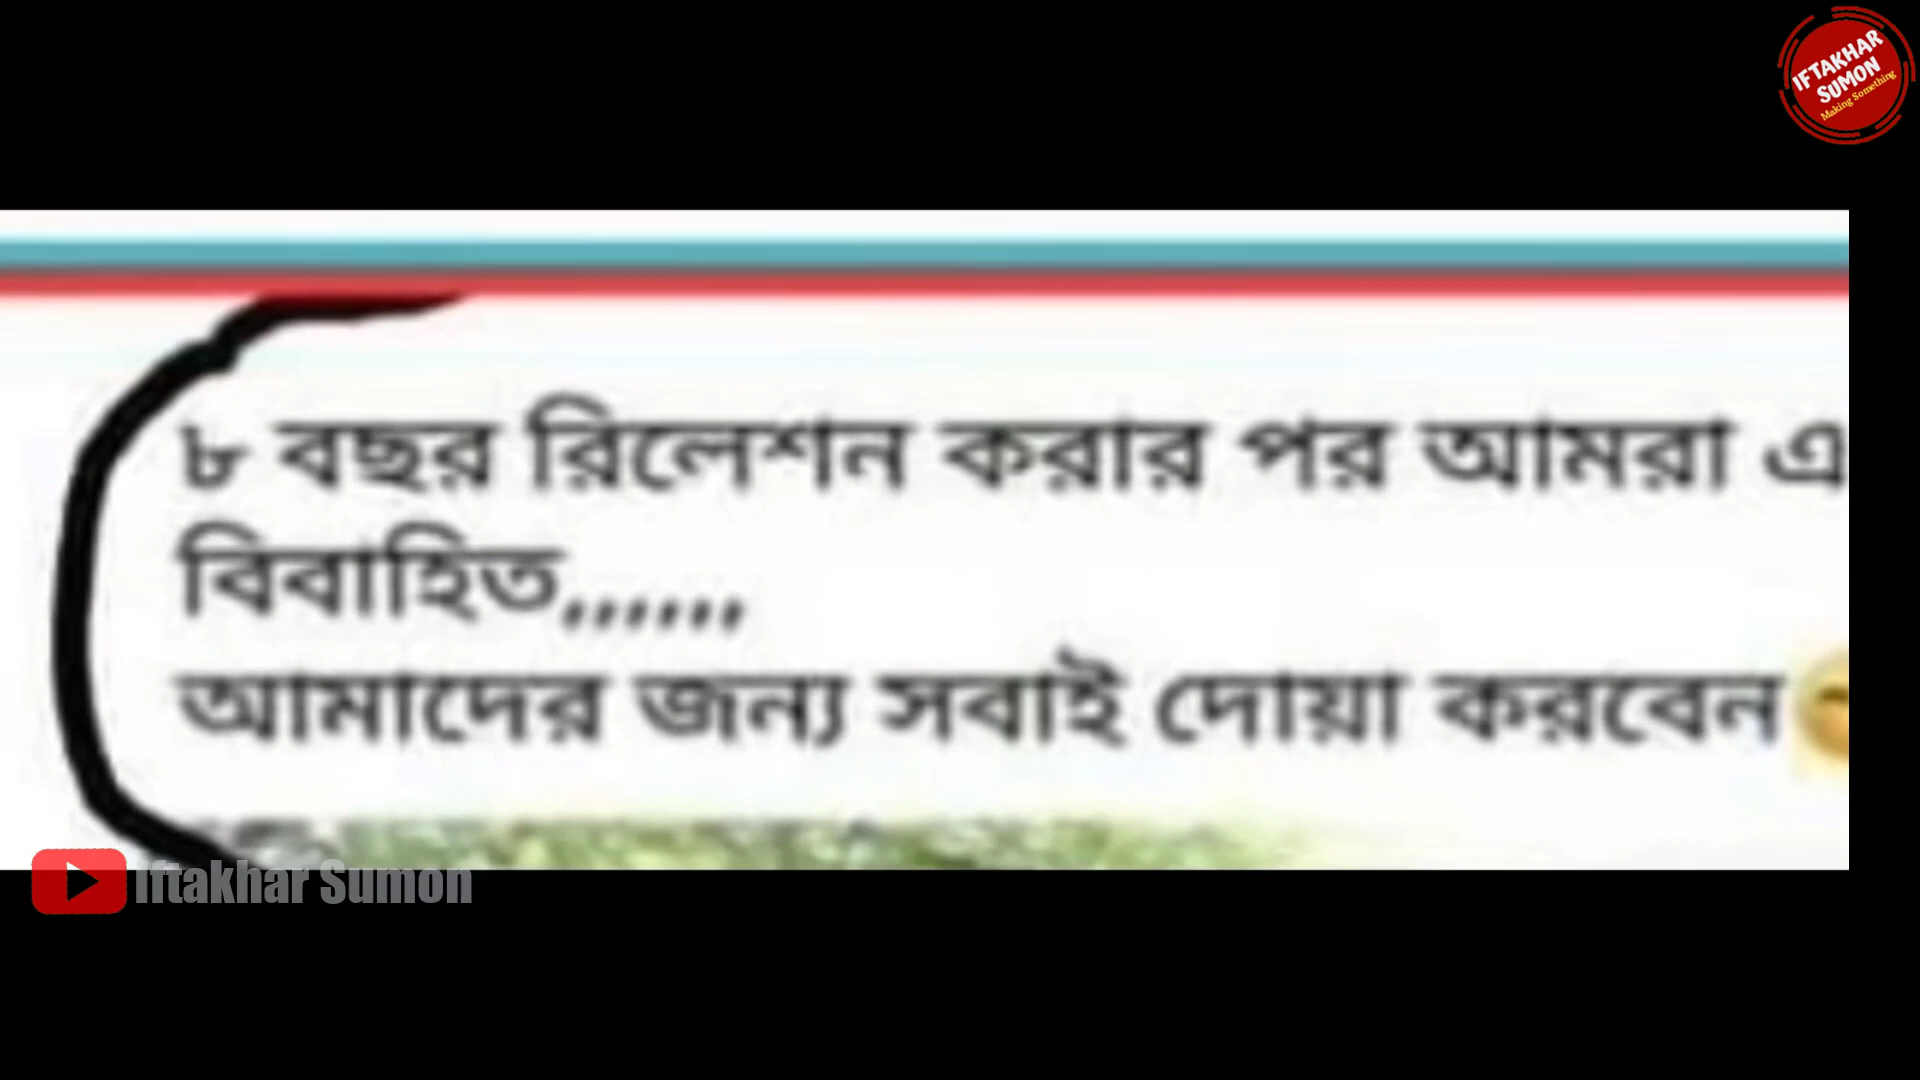 IFTAKHAR
SUMON
Making Something
৮ বছর রিলেশন করার পর আমরা এ
বিবাহিত,,,,,,
আমাদের জন্য সবাই দোয়া করবেন
Iftakhar Sumon